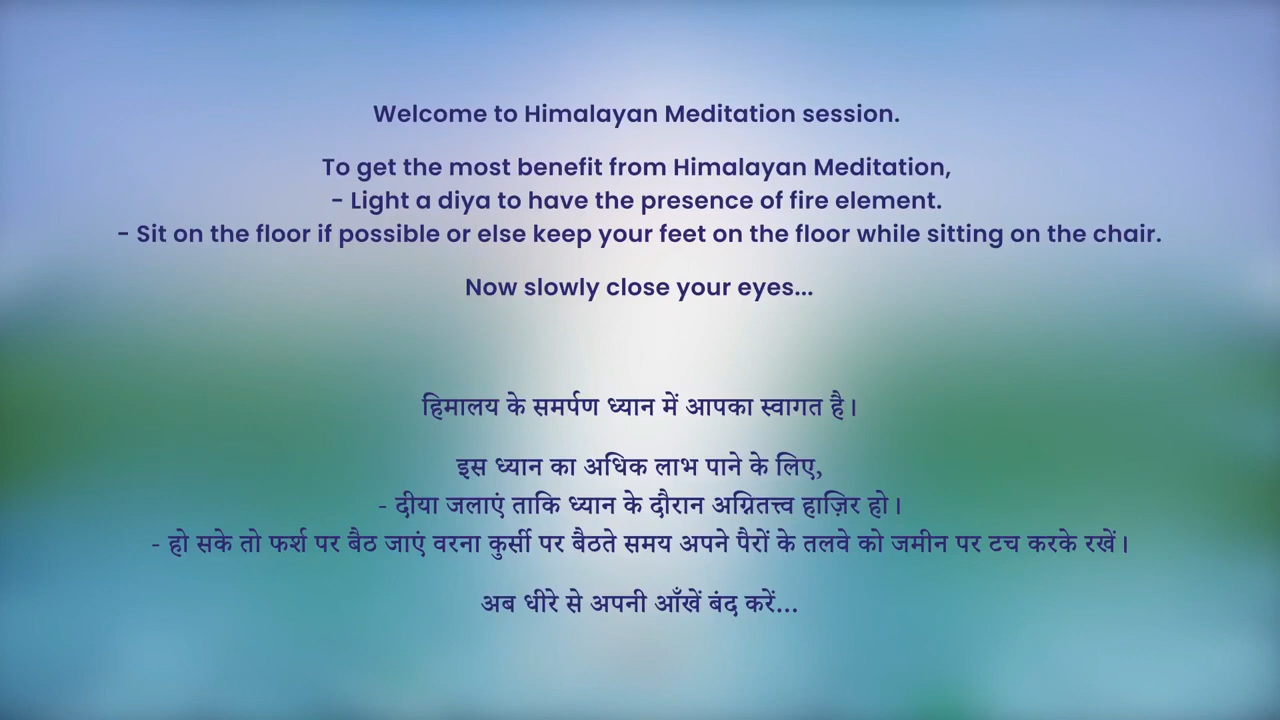 Welcome to Himalayan Meditation session.
To get the most benefit from Himalayan Meditation,
- Light a diya to have the presence of fire element.
- Sit on the floor if possible or else keep your feet on the floor while sitting on the chair.
Now slowly close your eyes...
हिमालय के समर्पण ध्यान में आपका स्वागत है।
इस ध्यान का अधिक लाभ पाने के लिए,
- दीया जलाएं ताकि ध्यान के दौरान अग्नितत्त्व हाज़िर हो।
- हो सके तो फर्श पर बैठ जाएं वरना कुर्सी पर बैठते समय अपने पैरों के तलवे को जमीन पर टच करके रखें।
अब धीरे से अपनी आँखें बंद करें...